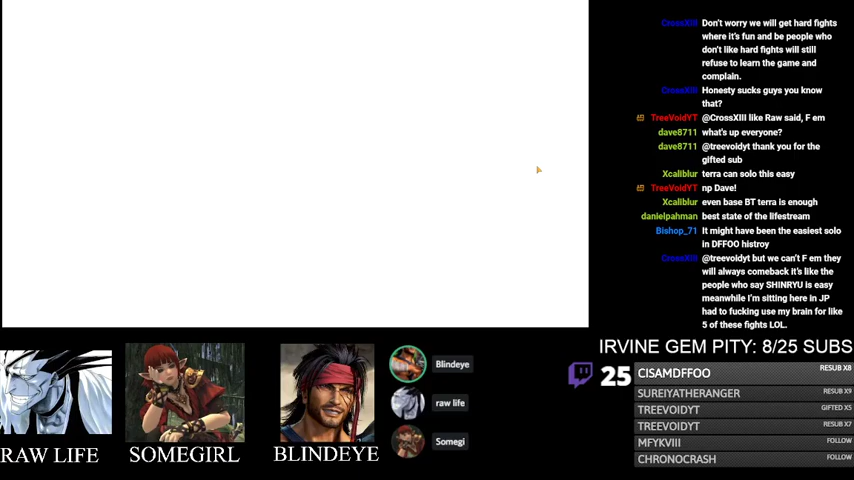 CrossXIII Don't worry we will get hard fights
where it's fun and be people who
don't like hard fights will still
refuse to learn the game and
complain.
CrossXIII Honesty sucks guys you know
that?
TreeVoidYT @CrossXIII like Raw said, F em
dave8711 what's up everyone?
dave8711 @treevoidyt thank you for the
gifted sub
Xcaliblur terra can solo this easy
TreeVoidYT np Dave!
Xcaliblur even base BT terra is enough
danielpahman best state of the lifestream
Bishop_71 It might have been the easiest solo
in DFFOO histroy
CrossXIII @treevoidyt but we can't F em they
will always comeback it's like the
people who say SHINRYU is easy
meanwhile I'm sitting here in JP
had to fucking use my brain for like
5 of these fights LOL.
IRVINE GEM PITY: 8/25 SUBS
25
CISAMDFFOO RESUB X8
SUREIYATHERANGER RESUB X9
TREEVOIDYT GIFTED X5
TREEVOIDYT RESUB X7
MFYKVIII FOLLOW
CHRONOCRASH FOLLOW
Blindeye
raw life
Somegi
RAW LIFE
SOMEGIRL
BLINDEYE